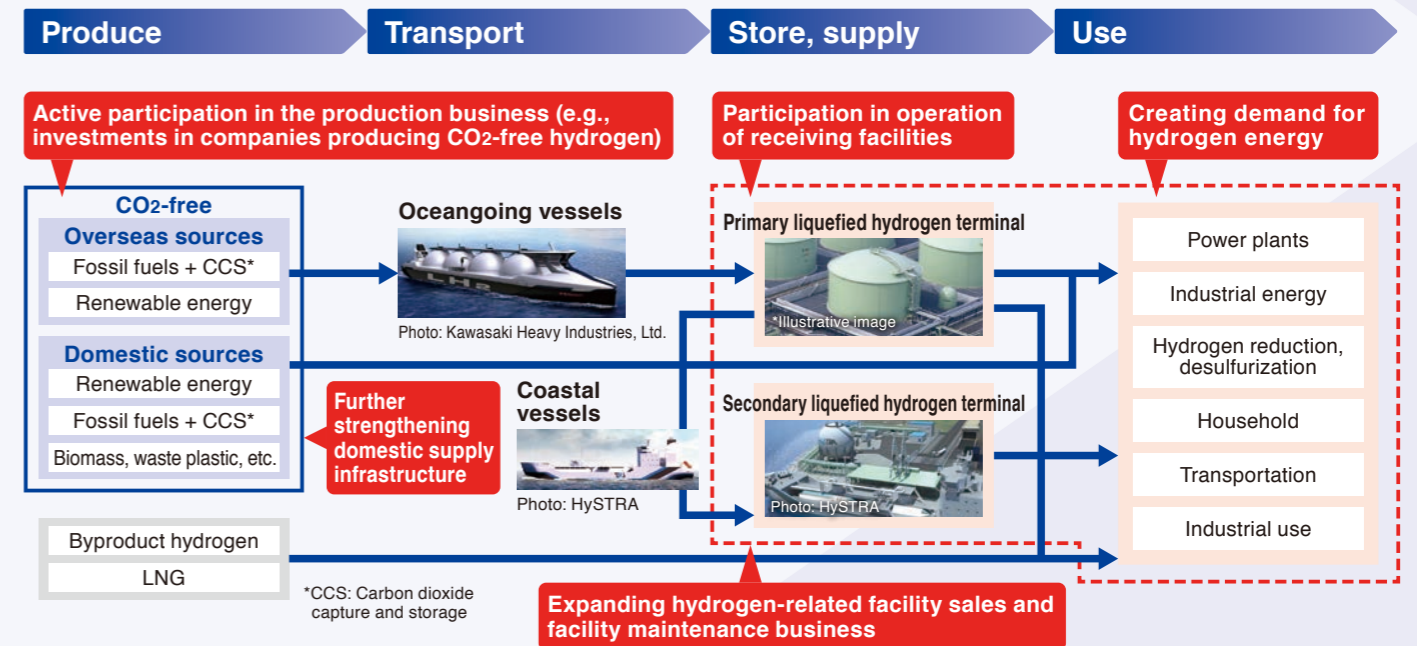 Produce
Transport
Store, supply
Use
Active participation in the production business (e.g.,
investments in companies producing CO2-free hydrogen)
Participation in operation
of receiving facilities
Creating demand for
hydrogen energy
CO2-free
Overseas sources
Fossil fuels + CCS*
Renewable energy
Domestic sources
Renewable energy
Fossil fuels + CCS*
Biomass, waste plastic, etc.
Byproduct hydrogen
LNG
Oceangoing vessels
Photo: Kawasaki Heavy Industries, Ltd.
Further
strengthening
domestic supply
infrastructure
Coastal
vessels
Photo: HySTRA
*CCS: Carbon dioxide
capture and storage
Primary liquefied hydrogen terminal
*Illustrative image
Secondary liquefied hydrogen terminal
Photo: HySTRA
Expanding hydrogen-related facility sales and
facility maintenance business
Power plants
Industrial energy
Hydrogen reduction,
desulfurization
Household
Transportation
Industrial use